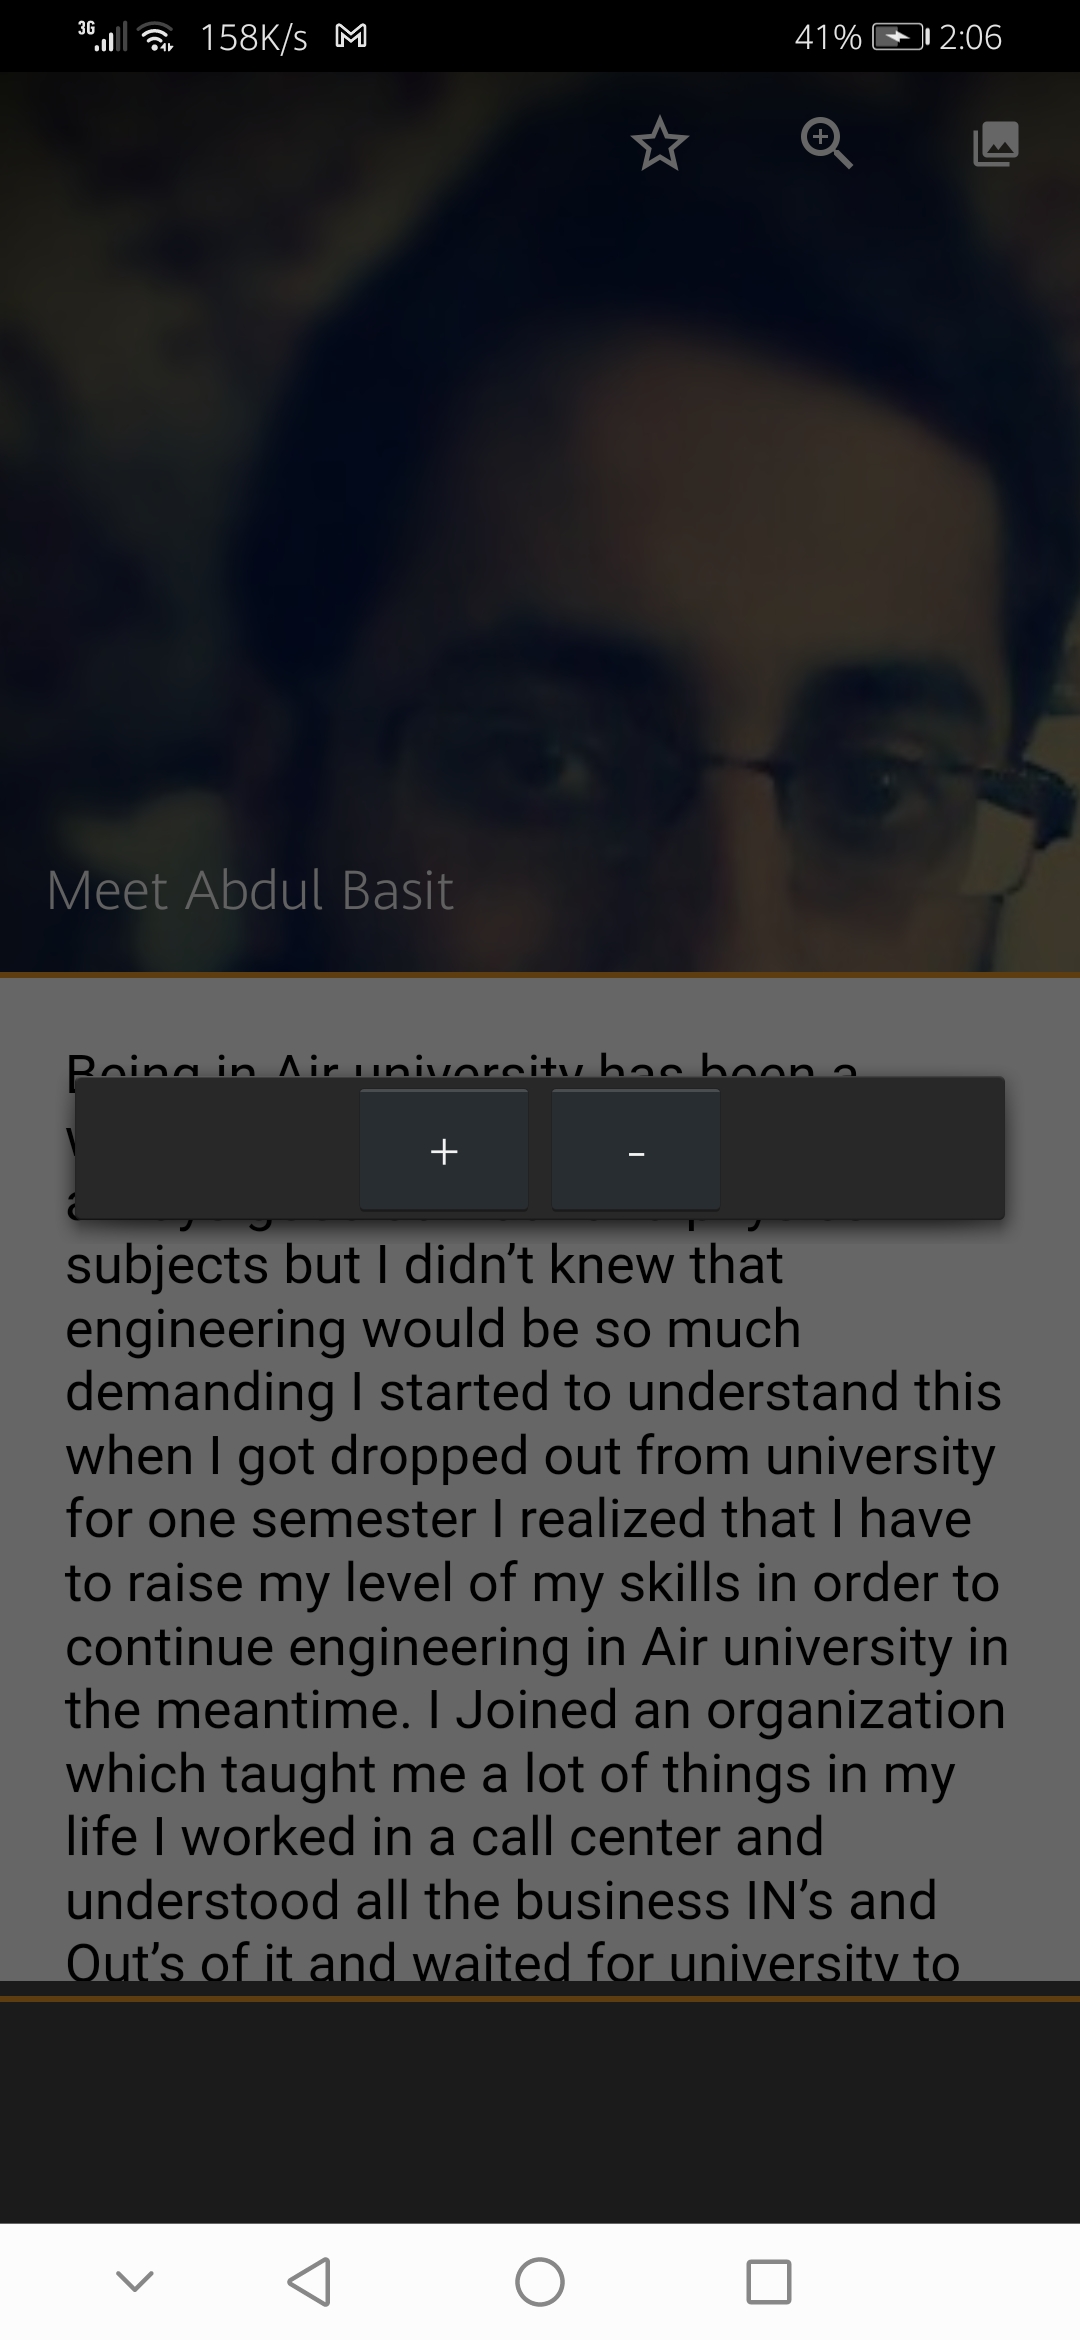 3G 158K/s 41% 2:06
Meet Abdul Basit
Being in Air university has been a
+ -
subjects but I didn’t knew that
engineering would be so much
demanding I started to understand this
when I got dropped out from university
for one semester I realized that I have
to raise my level of my skills in order to
continue engineering in Air university in
the meantime. I Joined an organization
which taught me a lot of things in my
life I worked in a call center and
understood all the business IN’s and
Out’s of it and waited for university to